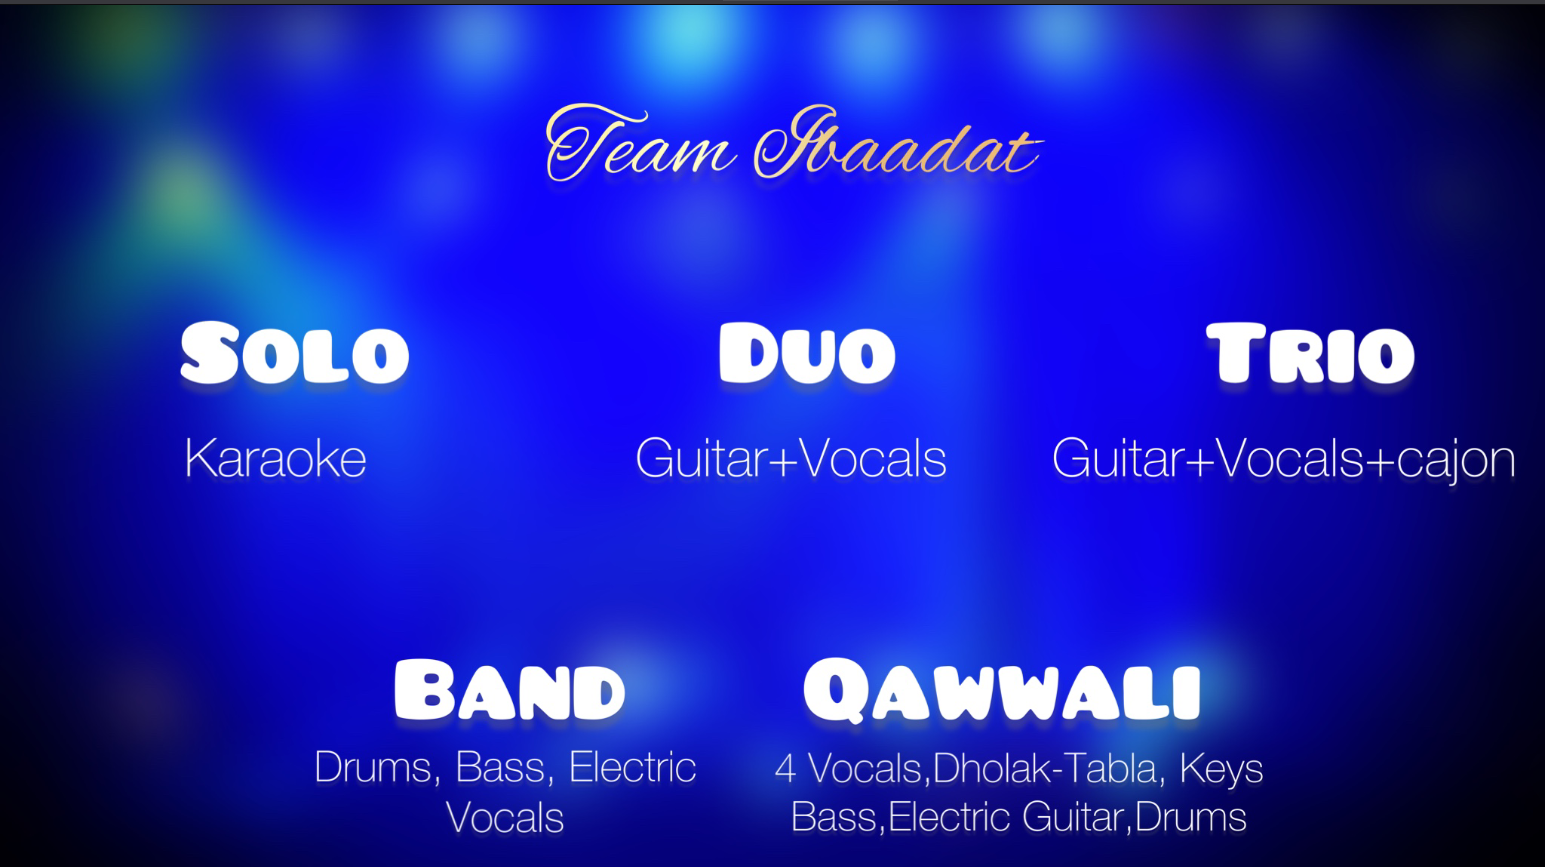 Team Ibaadat
Solo
Duo
Trio
Karaoke
Guitar+Vocals
Guitar+Vocals+cajon
Band
Qawwali
Drums, Bass, Electric
Vocals
4 Vocals,Dholak-Tabla, Keys
Bass,Electric Guitar,Drums